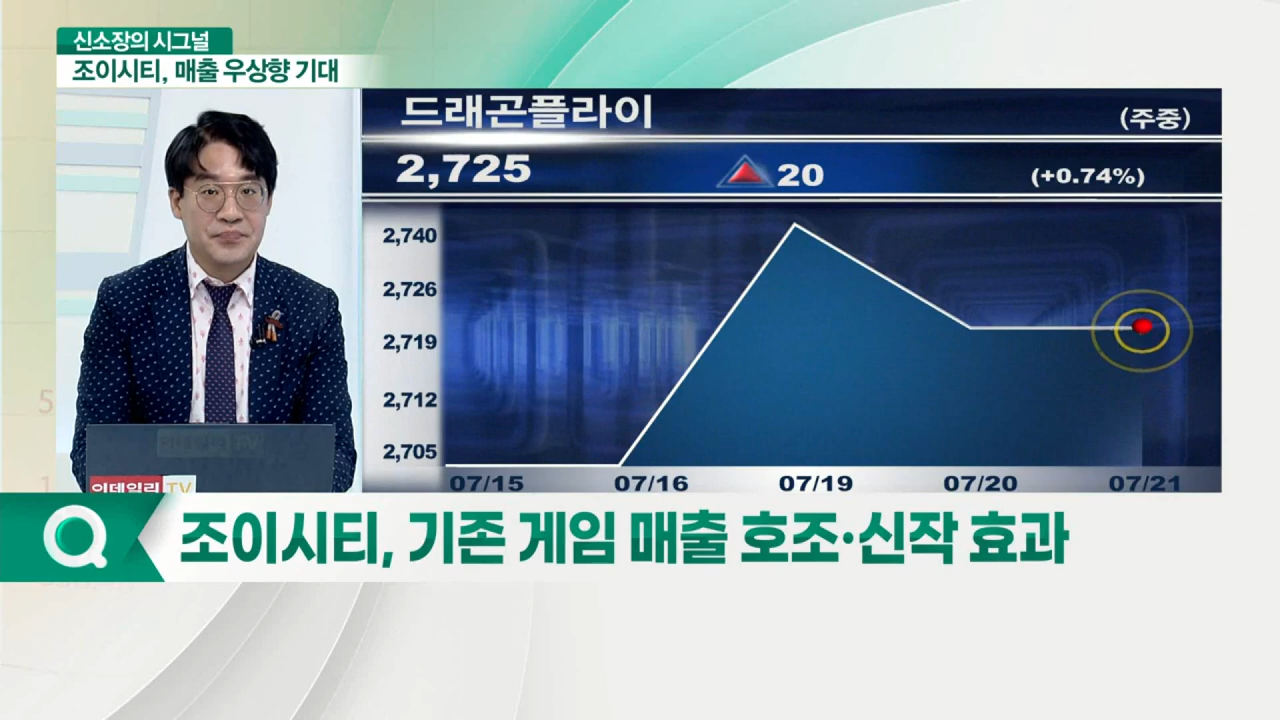 신소장의 시그널
조이시티, 매출 우상향 기대
드래곤플라이
(주중)
2,725
20
(+0.74%)
2,740
2,726
2,719
2,712
2,705
07/15
07/16
07/19
07/20
07/21
5
1
이데일리 TV
조이시티, 기존 게임 매출 호조·신작 효과